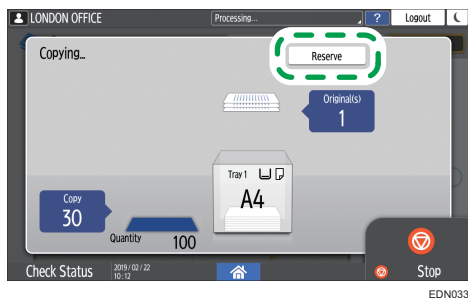 LONDON OFFICE
Processing...
?
Logout
Copying...
Reserve
Original(s)
1
Tray 1
A4
Copy
30
Quantity 100
Check Status
2019 / 02 / 22
10 : 12
Stop
EDN033